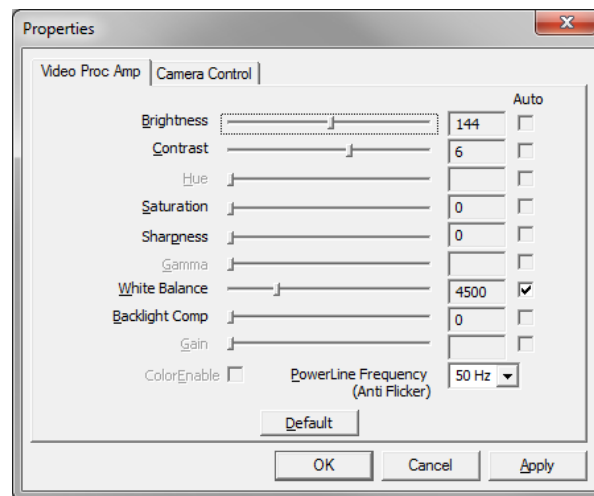 Properties
Video Proc Amp Camera Control
Auto
Brightness 144
Contrast 6
Hue
Saturation 0
Sharpness 0
Gamma
White Balance 4500
Backlight Comp 0
Gain
ColorEnable PowerLine Frequency 50 Hz
(Anti Flicker)
Default
OK Cancel Apply